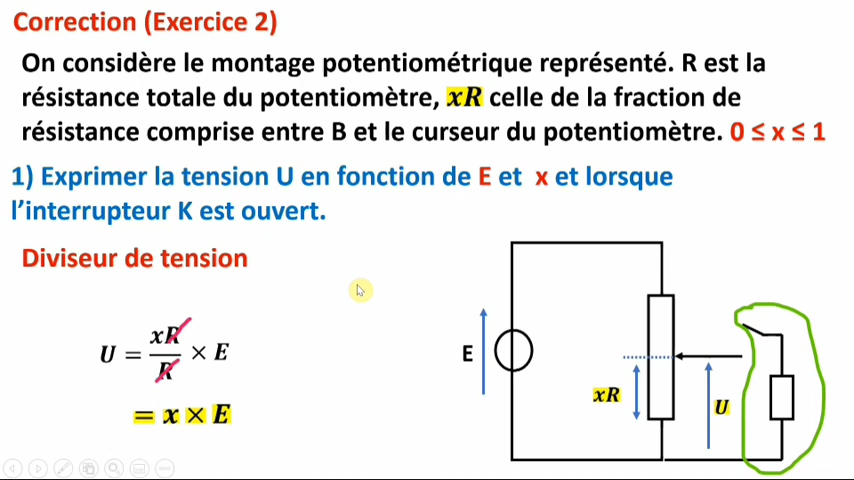 Correction (Exercice 2)
On considère le montage potentiométrique représenté. R est la
résistance totale du potentiomètre, xR celle de la fraction de
résistance comprise entre B et le curseur du potentiomètre. 0 ≤ x ≤ 1
1) Exprimer la tension U en fonction de E et x et lorsque
l’interrupteur K est ouvert.
Diviseur de tension
U = xR/R × E
= x × E
E
xR
U